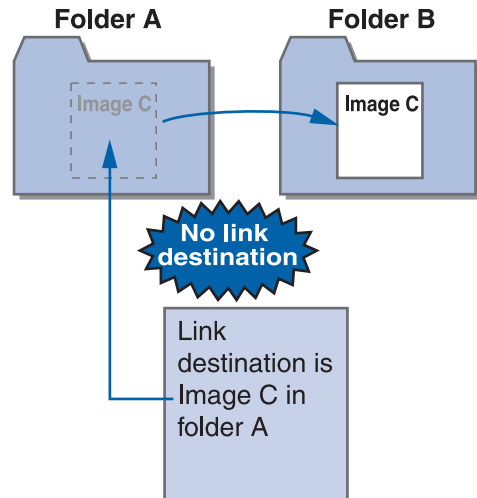 Folder A
Folder B
Image C
Image C
No link
destination
Link
destination is
Image C in
folder A